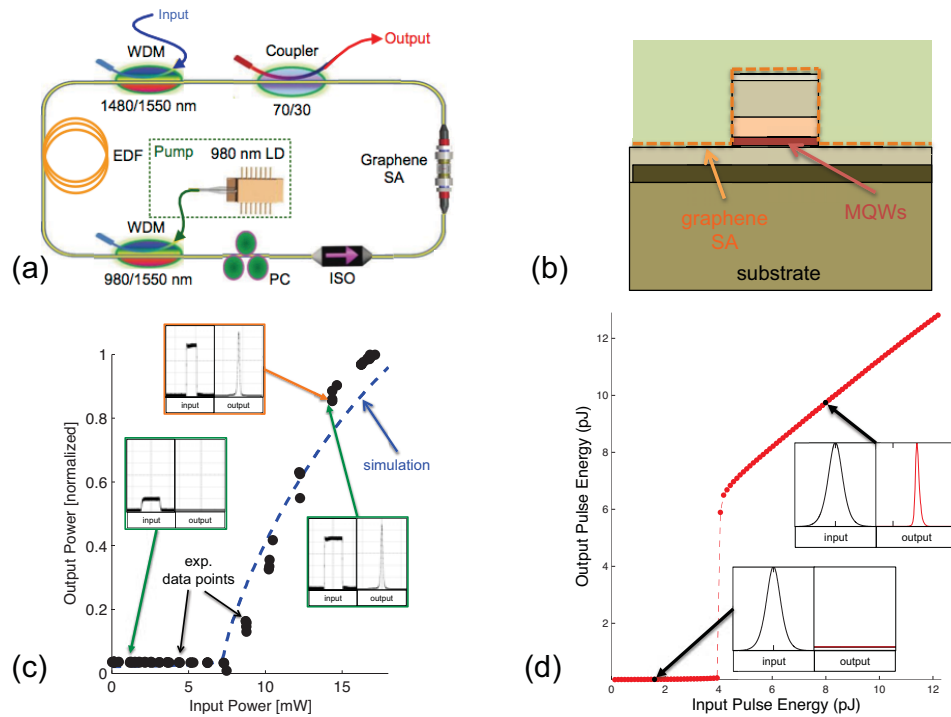 Input
WDM
Coupler
Output
1480/1550 nm
70/30
EDF
Pump
980 nm LD
Graphene
SA
WDM
980/1550 nm
PC
ISO
(a)
graphene
SA
MQWs
substrate
(b)
Output Power [normalized]
1
0.8
0.6
0.4
0.2
0
input
output
input
output
simulation
input
output
exp.
data points
0
5
10
15
Input Power [mW]
(c)
Output Pulse Energy (pJ)
12
10
8
6
4
2
input
output
input
output
0
2
4
6
8
10
12
Input Pulse Energy (pJ)
(d)